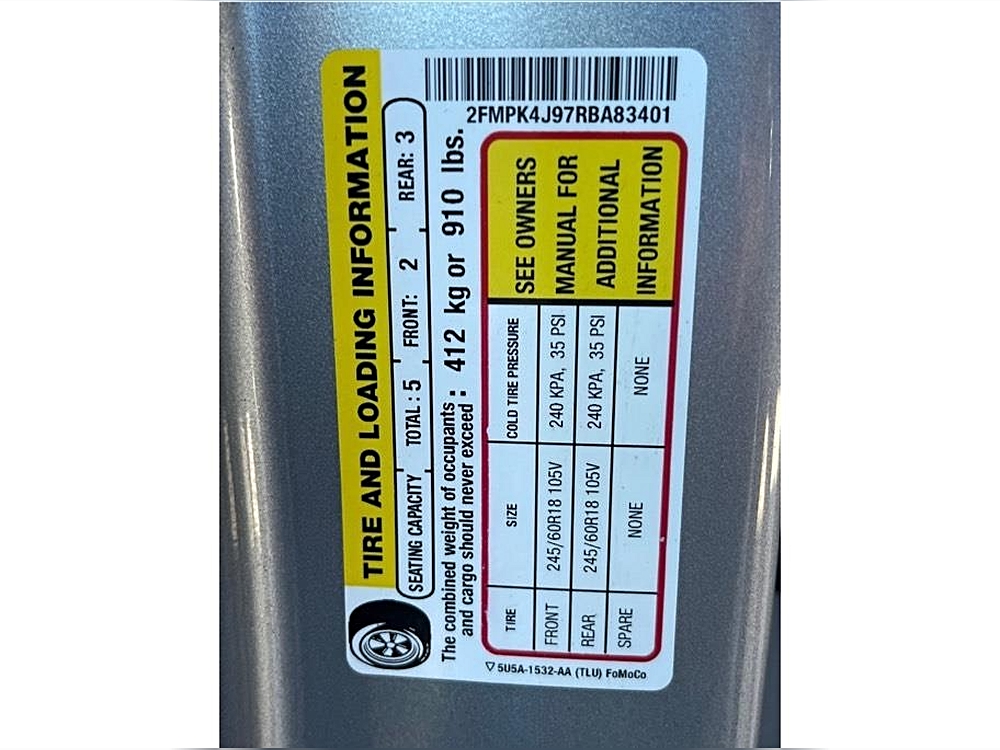 TIRE AND LOADING INFORMATION
SEATING CAPACITY TOTAL : 5 FRONT: 2 REAR: 3
The combined weight of occupants and cargo should never exceed : 412 kg or 910 lbs.
2FMPK4J97RBA83401
TIRE SIZE COLD TIRE PRESSURE
FRONT 245/60R18 105V 240 KPA, 35 PSI
REAR 245/60R18 105V 240 KPA, 35 PSI
SPARE NONE NONE
SEE OWNERS
MANUAL FOR
ADDITIONAL
INFORMATION
5U5A-1532-AA (TLU) FoMoCo